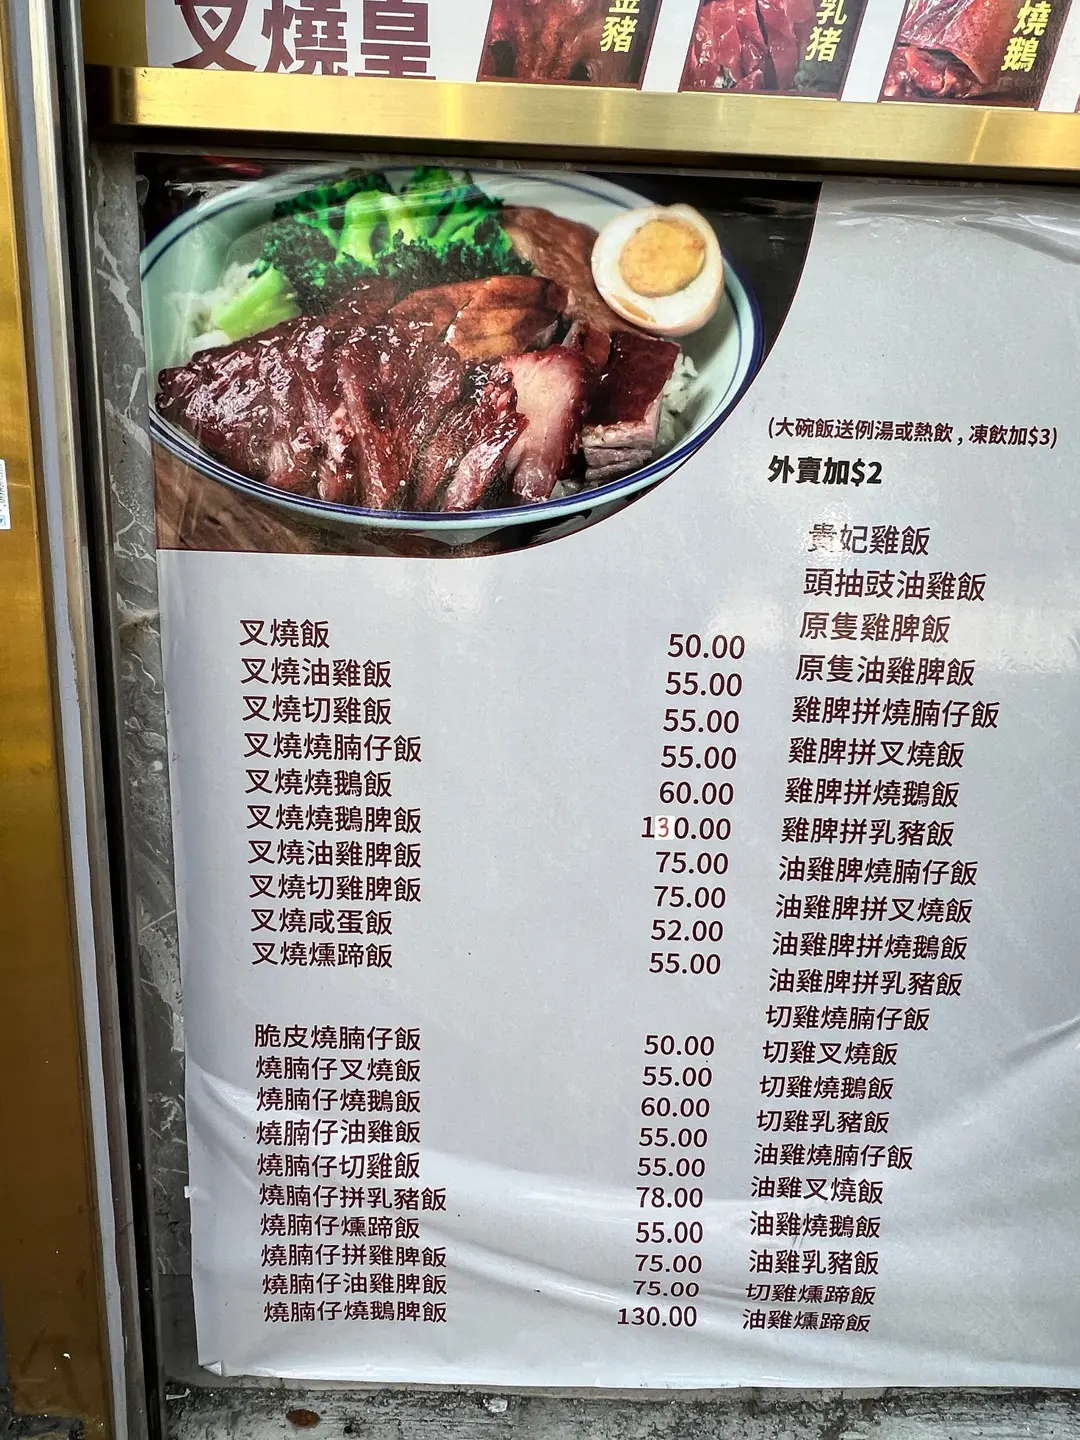 叉燒皇
金豬
乳猪
燒鵝
(大碗飯送例湯或熱飲 , 凍飲加$3)
外賣加$2
叉燒飯 50.00
叉燒油雞飯 55.00
叉燒切雞飯 55.00
叉燒燒腩仔飯 55.00
叉燒燒鵝飯 60.00
叉燒燒鵝脾飯 130.00
叉燒油雞脾飯 75.00
叉燒切雞脾飯 75.00
叉燒咸蛋飯 52.00
叉燒燻蹄飯 55.00
脆皮燒腩仔飯 50.00
燒腩仔叉燒飯 55.00
燒腩仔燒鵝飯 60.00
燒腩仔油雞飯 55.00
燒腩仔切雞飯 55.00
燒腩仔拼乳豬飯 78.00
燒腩仔燻蹄飯 55.00
燒腩仔拼雞脾飯 75.00
燒腩仔油雞脾飯 75.00
燒腩仔燒鵝脾飯 130.00
貴妃雞飯
頭抽豉油雞飯
原隻雞脾飯
原隻油雞脾飯
雞脾拼燒腩仔飯
雞脾拼叉燒飯
雞脾拼燒鵝飯
雞脾拼乳豬飯
油雞脾燒腩仔飯
油雞脾拼叉燒飯
油雞脾拼燒鵝飯
油雞脾拼乳豬飯
切雞燒腩仔飯
切雞叉燒飯
切雞燒鵝飯
切雞乳豬飯
油雞燒腩仔飯
油雞叉燒飯
油雞燒鵝飯
油雞乳豬飯
切雞燻蹄飯
油雞燻蹄飯